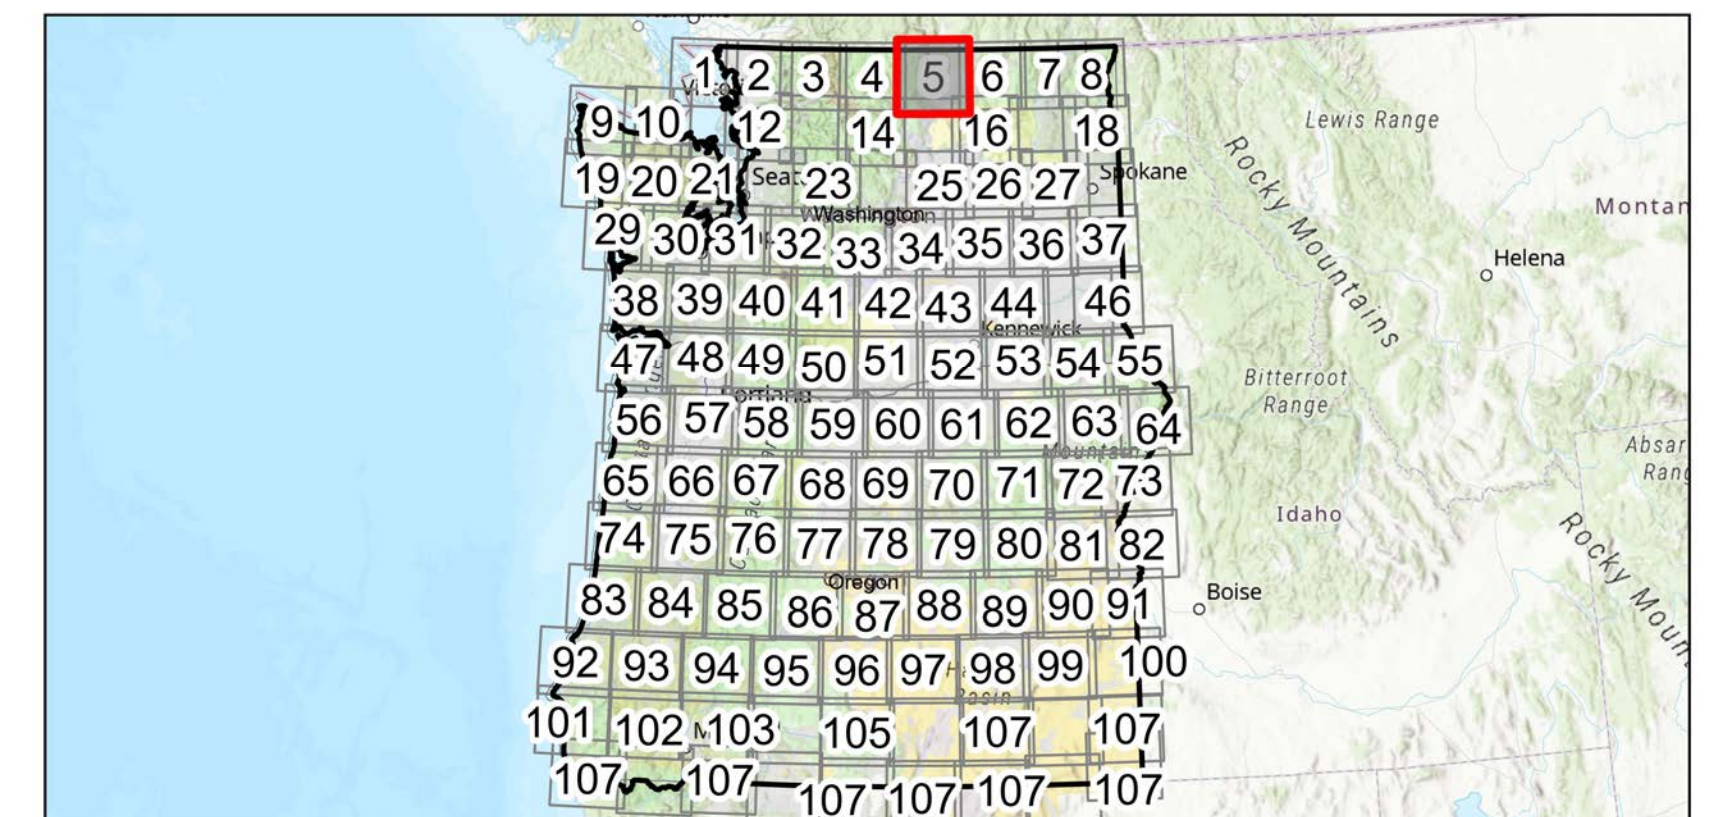 1 2 3 4 5 6 7 8
9 10 12 14 16 18
Lewis Range
19 20 21 Seat 23 25 26 27 Spokane
Washington
Rocky Mountains
Montan
29 30 31 32 33 34 35 36 37
Helena
38 39 40 41 42 43 44 46
Kennewick
47 48 49 50 51 52 53 54 55
Bitterroot
Range
Portland
56 57 58 59 60 61 62 63 64
Mountain
Absar
Rang
65 66 67 68 69 70 71 72 73
Idaho
74 75 76 77 78 79 80 81 82
Rocky Moun
Oregon
Boise
83 84 85 86 87 88 89 90 91
92 93 94 95 96 97 98 99 100
Basin
101 102 103 105 107 107
107 107 107 107 107 107